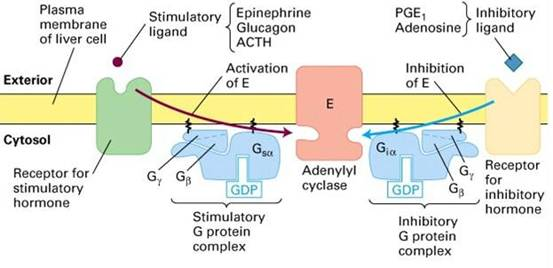 Plasma
membrane
of liver cell
Stimulatory
ligand
Epinephrine
Glucagon
ACTH
PGE1
Adenosine
Inhibitory
ligand
Exterior
Activation
of E
Inhibition
of E
E
Cytosol
Receptor for
stimulatory
hormone
Gγ
Gβ
Gsα
GDP
Stimulatory
G protein
complex
Adenylyl
cyclase
Giα
GDP
Gγ
Gβ
Inhibitory
G protein
complex
Receptor
for
inhibitory
hormone